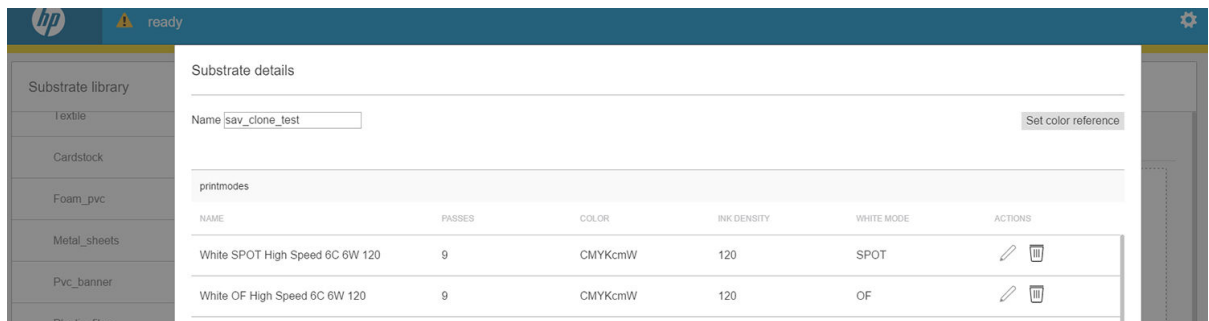 hp
ready
Substrate library
Textile
Cardstock
Foam_pvc
Metal_sheets
Pvc_banner
Substrate details
Name sav_clone_test
Set color reference
printmodes
NAME PASSES COLOR INK DENSITY WHITE MODE ACTIONS
White SPOT High Speed 6C 6W 120 9 CMYKcmW 120 SPOT
White OF High Speed 6C 6W 120 9 CMYKcmW 120 OF